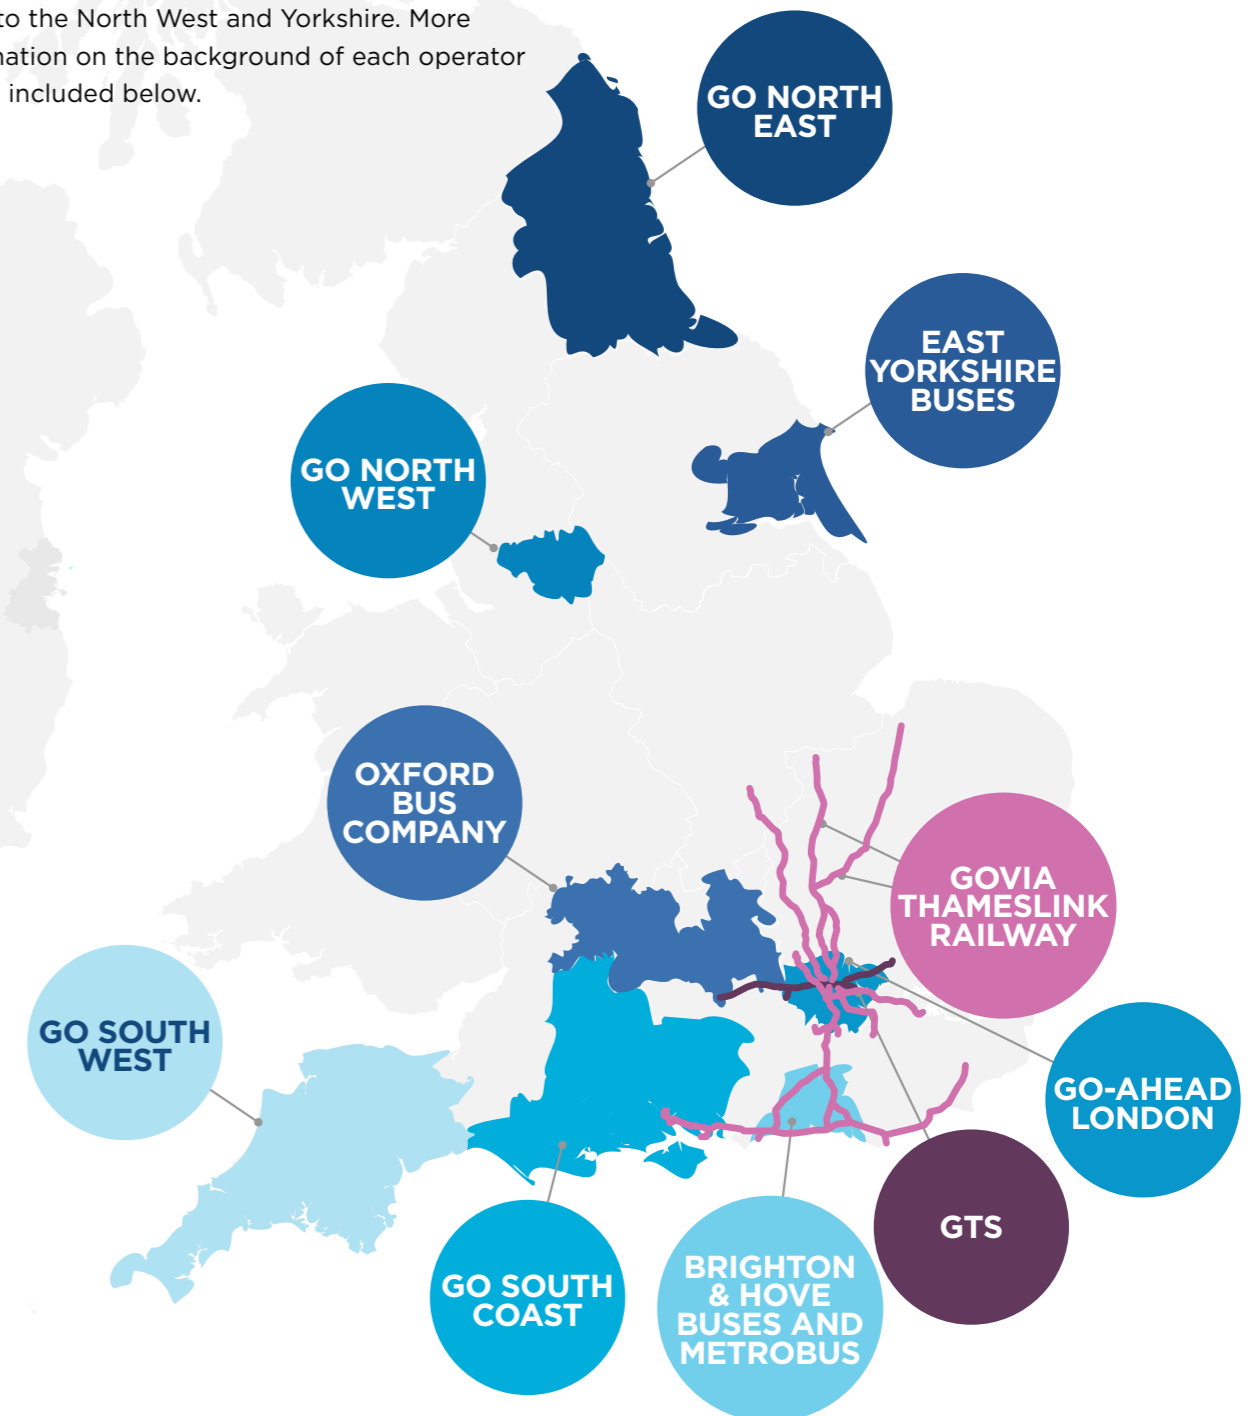 to the North West and Yorkshire. More
nation on the background of each operator
included below.
GO NORTH
EAST
EAST
YORKSHIRE
BUSES
GO NORTH
WEST
OXFORD
BUS
COMPANY
GOVIA
THAMESLINK
RAILWAY
GO SOUTH
WEST
GO-AHEAD
LONDON
GTS
GO SOUTH
COAST
BRIGHTON
& HOVE
BUSES AND
METROBUS